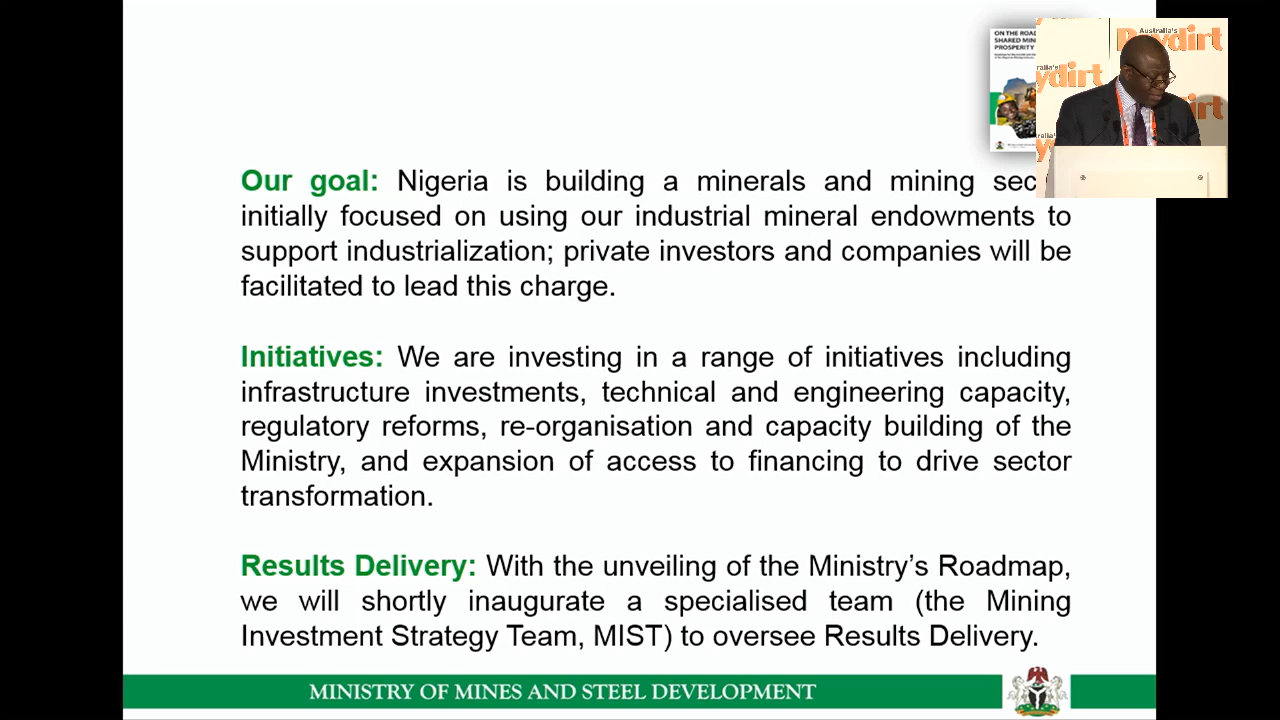 ON THE ROAD
SHARED MIN
PROSPERITY
Australia's
Paydirt
Our goal: Nigeria is building a minerals and mining
initially focused on using our industrial mineral endowments to
support industrialization; private investors and companies will be
facilitated to lead this charge.
Initiatives: We are investing in a range of initiatives including
infrastructure investments, technical and engineering capacity,
regulatory reforms, re-organisation and capacity building of the
Ministry, and expansion of access to financing to drive sector
transformation.
Results Delivery: With the unveiling of the Ministry’s Roadmap,
we will shortly inaugurate a specialised team (the Mining
Investment Strategy Team, MIST) to oversee Results Delivery.
MINISTRY OF MINES AND STEEL DEVELOPMENT